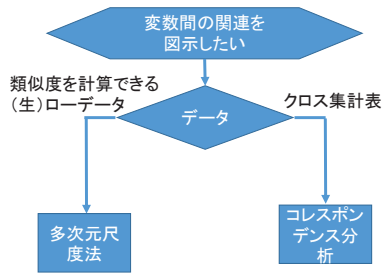 変数間の関連を
図示したい
類似度を計算できる
（生）ローデータ
データ
クロス集計表
多次元尺
度法
コレスポン
デンス分
析